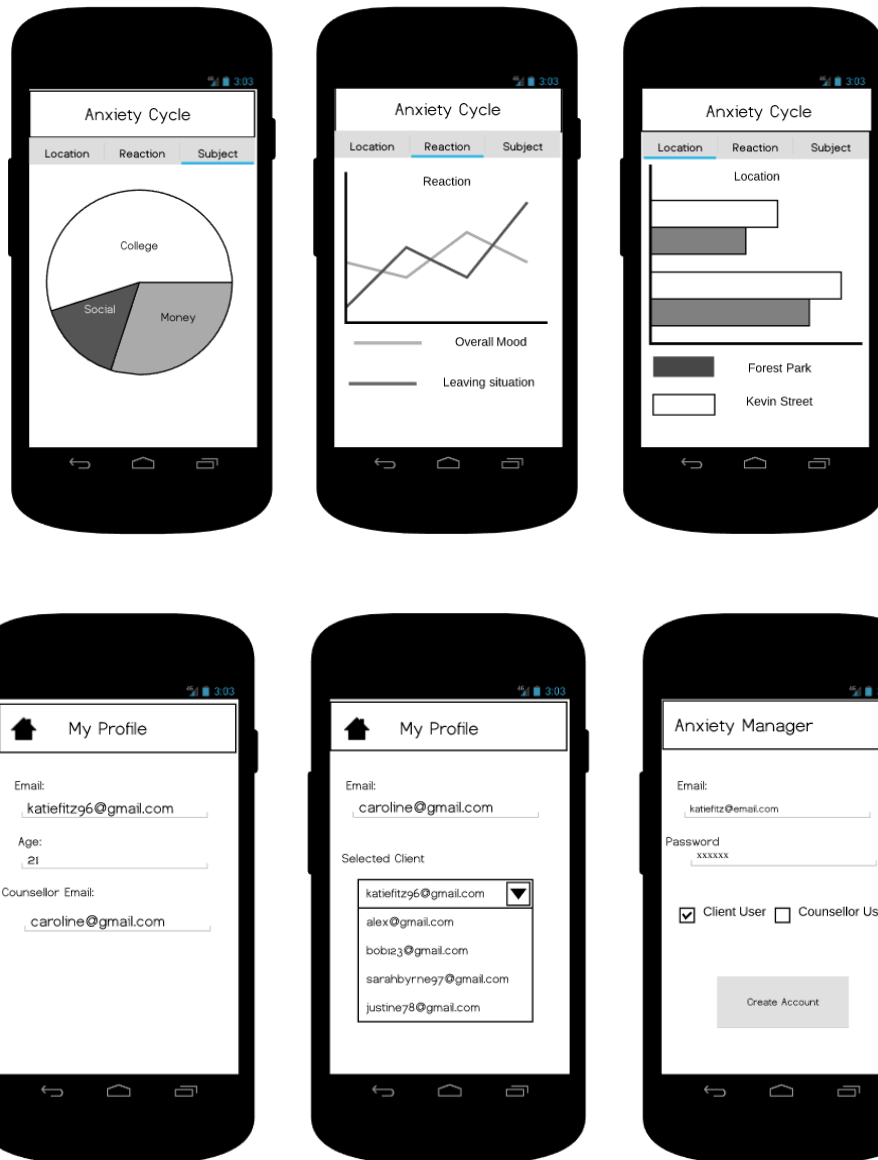 3:03
Anxiety Cycle
Location Reaction Subject
College
Social
Money
3:03
Anxiety Cycle
Location Reaction Subject
Reaction
Overall Mood
Leaving situation
3:03
Anxiety Cycle
Location Reaction Subject
Location
Forest Park
Kevin Street
3:03
My Profile
Email:
katiefitz96@gmail.com
Age:
21
Counsellor Email:
caroline@gmail.com
3:03
My Profile
Email:
caroline@gmail.com
Selected Client
katiefitz96@gmail.com
alex@gmail.com
bob123@gmail.com
sarahbyrne97@gmail.com
justine78@gmail.com
Anxiety Manager
Email:
katiefitz@email.com
Password
xxxxxx
Client User Counsellor Us
Create Account